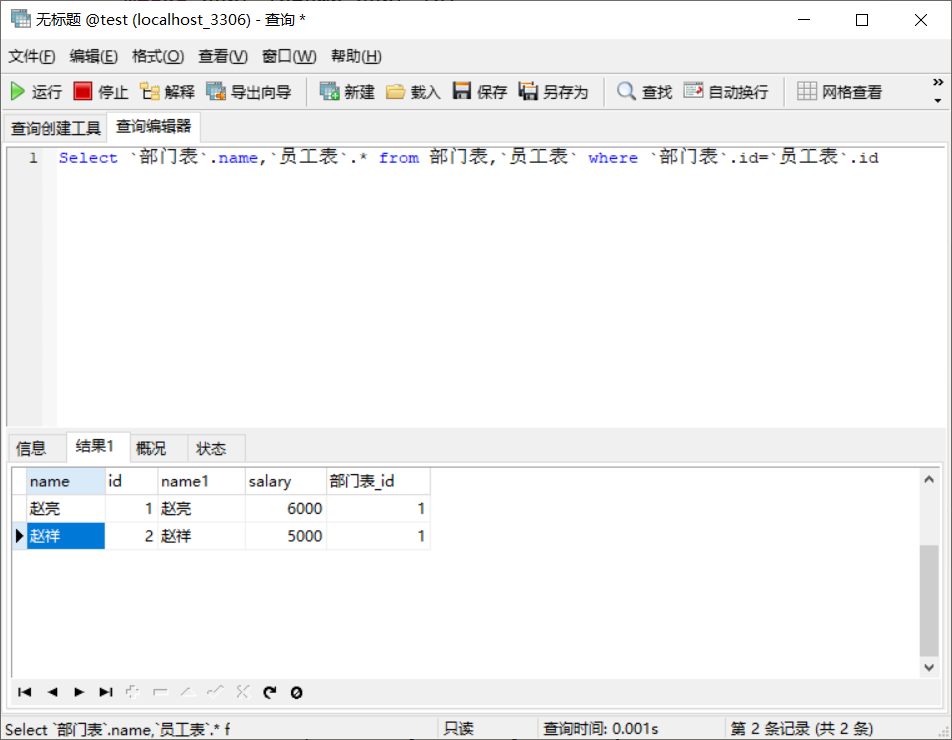 无标题 @test (localhost_3306) - 查询 *
文件(F) 编辑(E) 格式(O) 查看(V) 窗口(W) 帮助(H)
运行 停止 解释 导出向导 新建 载入 保存 另存为 查找 自动换行 网格查看 »
查询创建工具 查询编辑器
1 Select `部门表`.name,`员工表`.* from 部门表,`员工表` where `部门表`.id=`员工表`.id
信息 结果1 概况 状态
name id name1 salary 部门表_id
赵亮 1 赵亮 6000 1
赵祥 2 赵祥 5000 1
Select `部门表`.name,`员工表`.* f 只读 查询时间: 0.001s 第 2 条记录 (共 2 条)